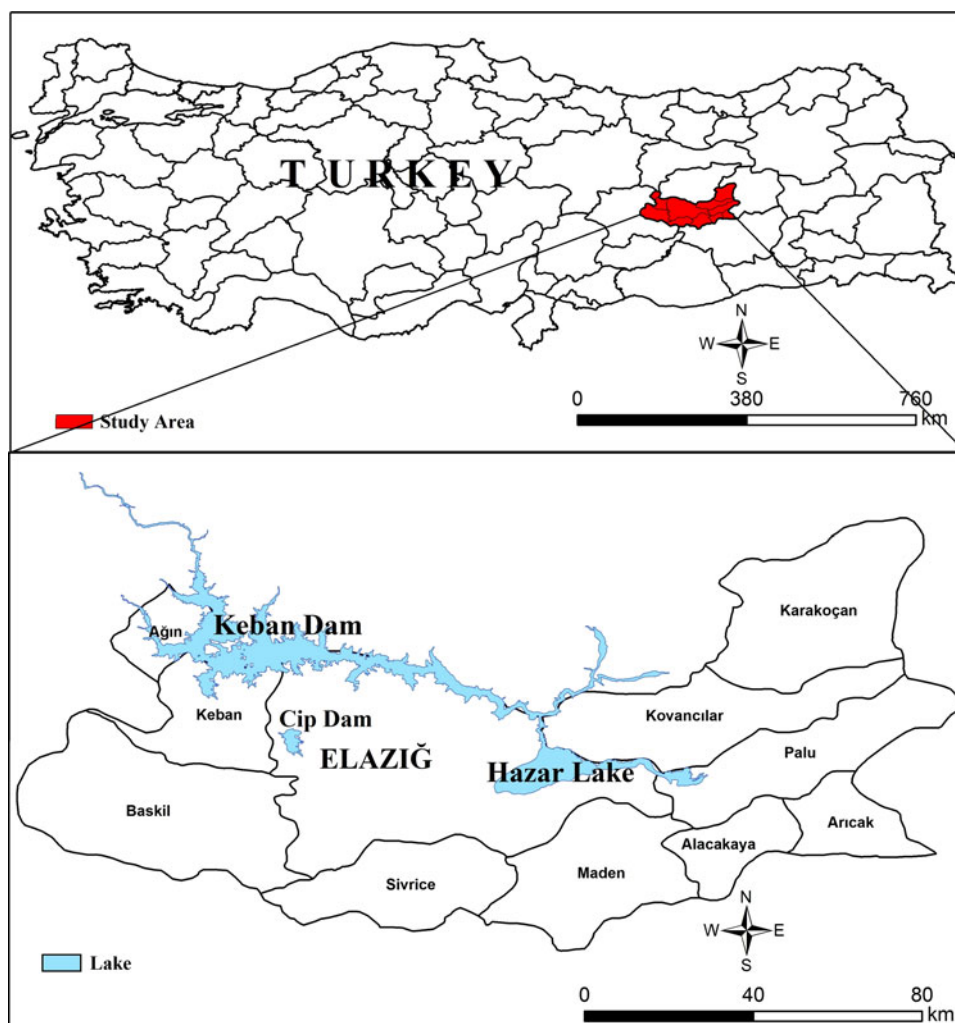 T U R K E Y
N
W E
S
0 380 760
km
Study Area
Karakoçan
Ağın
Keban Dam
Keban
Cip Dam
Kovancılar
ELAZIĞ
Palu
Hazar Lake
Baskil
Arıcak
Alacakaya
Maden
Sivrice
N
W E
S
Lake
0 40 80
km